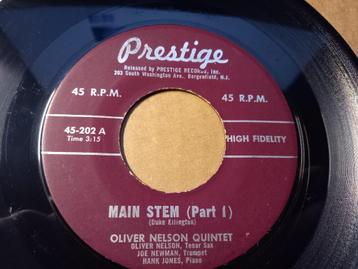 Prestige
Released by PRESTIGE RECORDS, Inc.
203 South Washington Ave., Bergenfield, N.J.
45 R.P.M. 45 R.P.M.
45-202 A
Time 3:15
HIGH FIDELITY
MAIN STEM (Part 1)
(Duke Ellington)
OLIVER NELSON QUINTET
OLIVER NELSON, Tenor Sax
JOE NEWMAN, Trumpet
HANK JONES, Piano